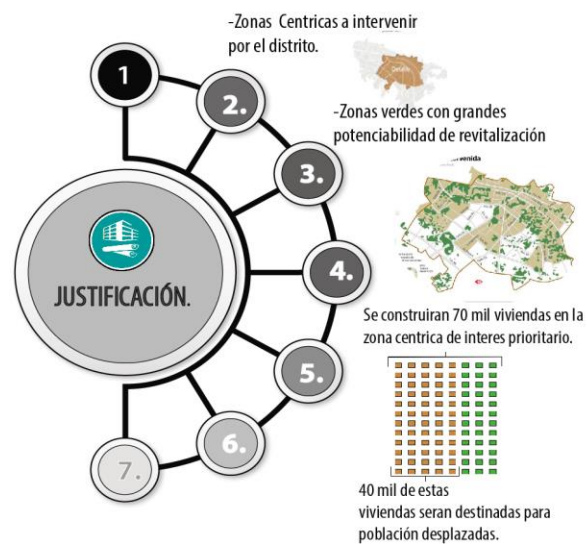 -Zonas Centricas a intervenir
por el distrito.
1
2.
-Zonas verdes con grandes
potenciabilidad de revitalización
3.
4.
JUSTIFICACIÓN.
Se construiran 70 mil viviendas en la
zona centrica de interes prioritario.
5.
6.
7.
40 mil de estas
viviendas seran destinadas para
población desplazadas.